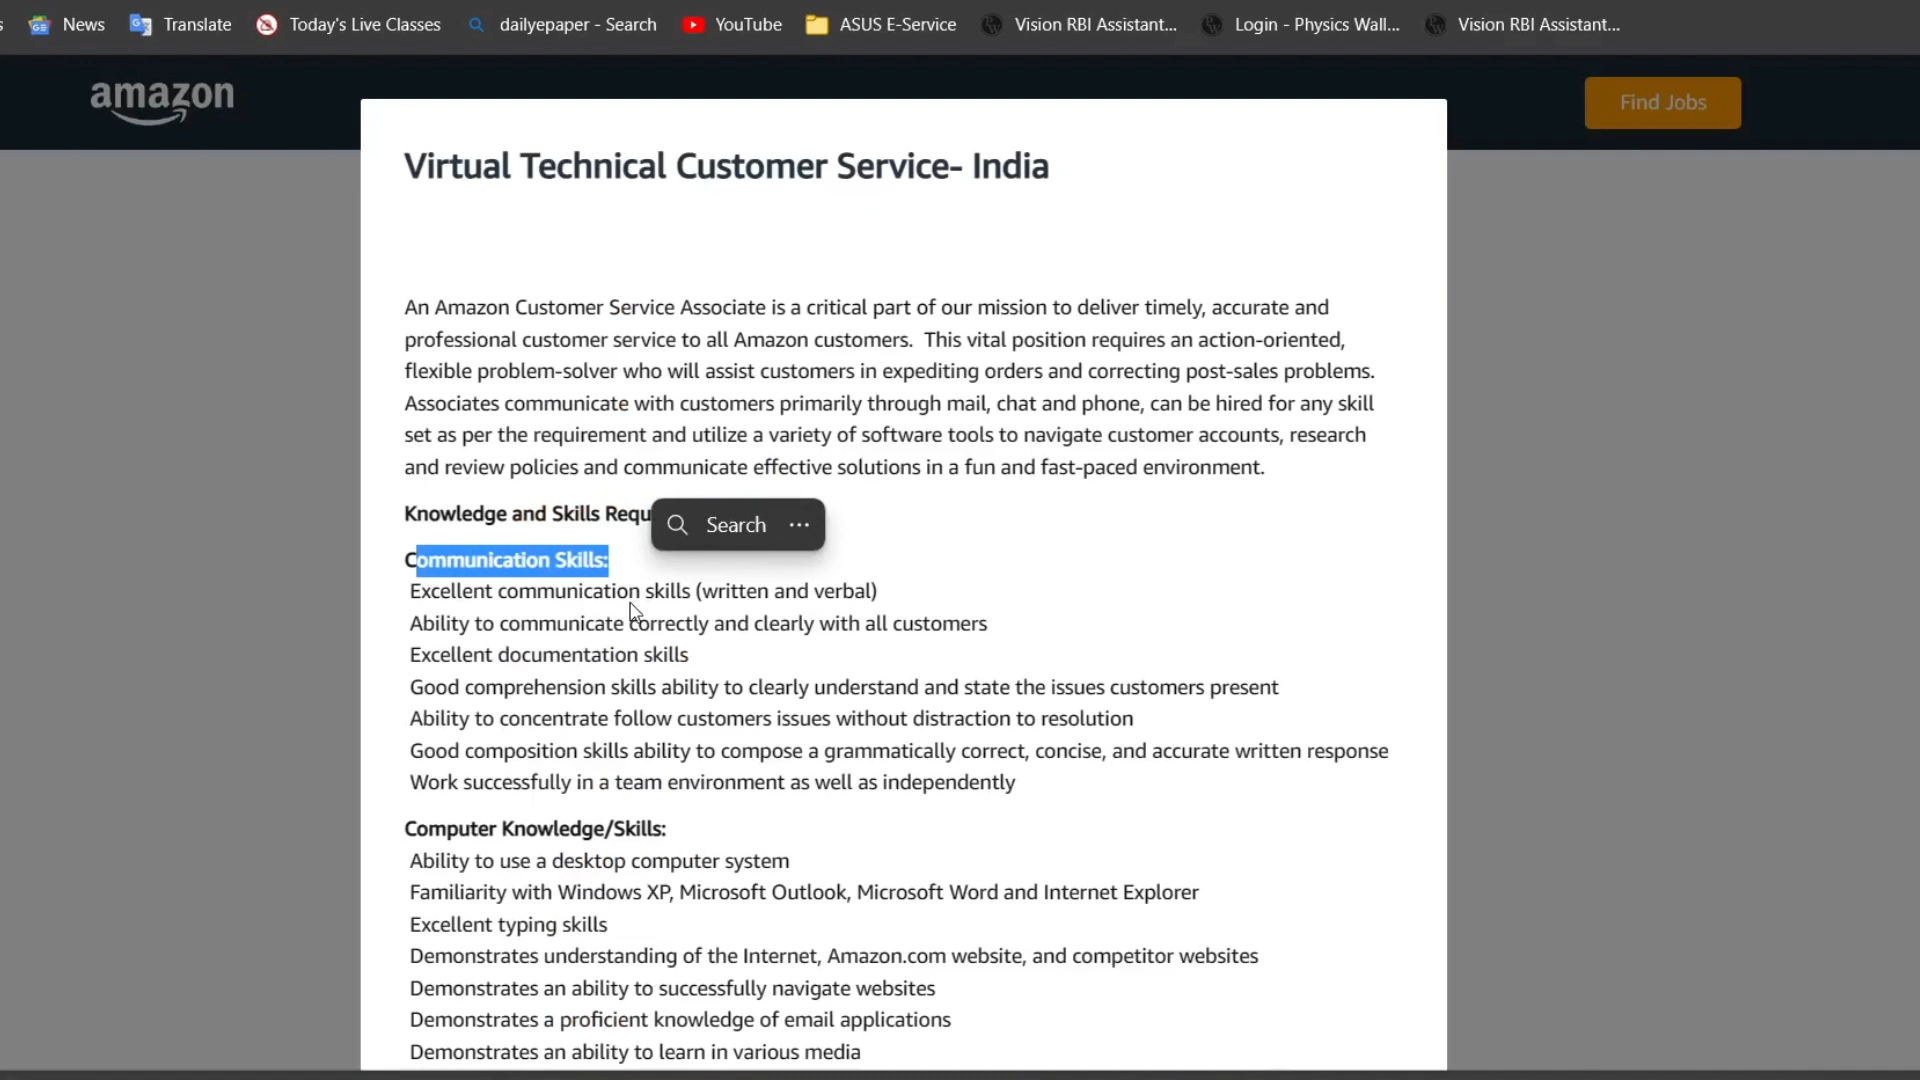 News Translate Today's Live Classes dailyepaper - Search YouTube ASUS E-Service Vision RBI Assistant... Login - Physics Wall... Vision RBI Assistant...
amazon
Find Jobs
Virtual Technical Customer Service- India
An Amazon Customer Service Associate is a critical part of our mission to deliver timely, accurate and
professional customer service to all Amazon customers. This vital position requires an action-oriented,
flexible problem-solver who will assist customers in expediting orders and correcting post-sales problems.
Associates communicate with customers primarily through mail, chat and phone, can be hired for any skill
set as per the requirement and utilize a variety of software tools to navigate customer accounts, research
and review policies and communicate effective solutions in a fun and fast-paced environment.
Knowledge and Skills Requ
Search ...
Communication Skills:
Excellent communication skills (written and verbal)
Ability to communicate correctly and clearly with all customers
Excellent documentation skills
Good comprehension skills ability to clearly understand and state the issues customers present
Ability to concentrate follow customers issues without distraction to resolution
Good composition skills ability to compose a grammatically correct, concise, and accurate written response
Work successfully in a team environment as well as independently
Computer Knowledge/Skills:
Ability to use a desktop computer system
Familiarity with Windows XP, Microsoft Outlook, Microsoft Word and Internet Explorer
Excellent typing skills
Demonstrates understanding of the Internet, Amazon.com website, and competitor websites
Demonstrates an ability to successfully navigate websites
Demonstrates a proficient knowledge of email applications
Demonstrates an ability to learn in various media